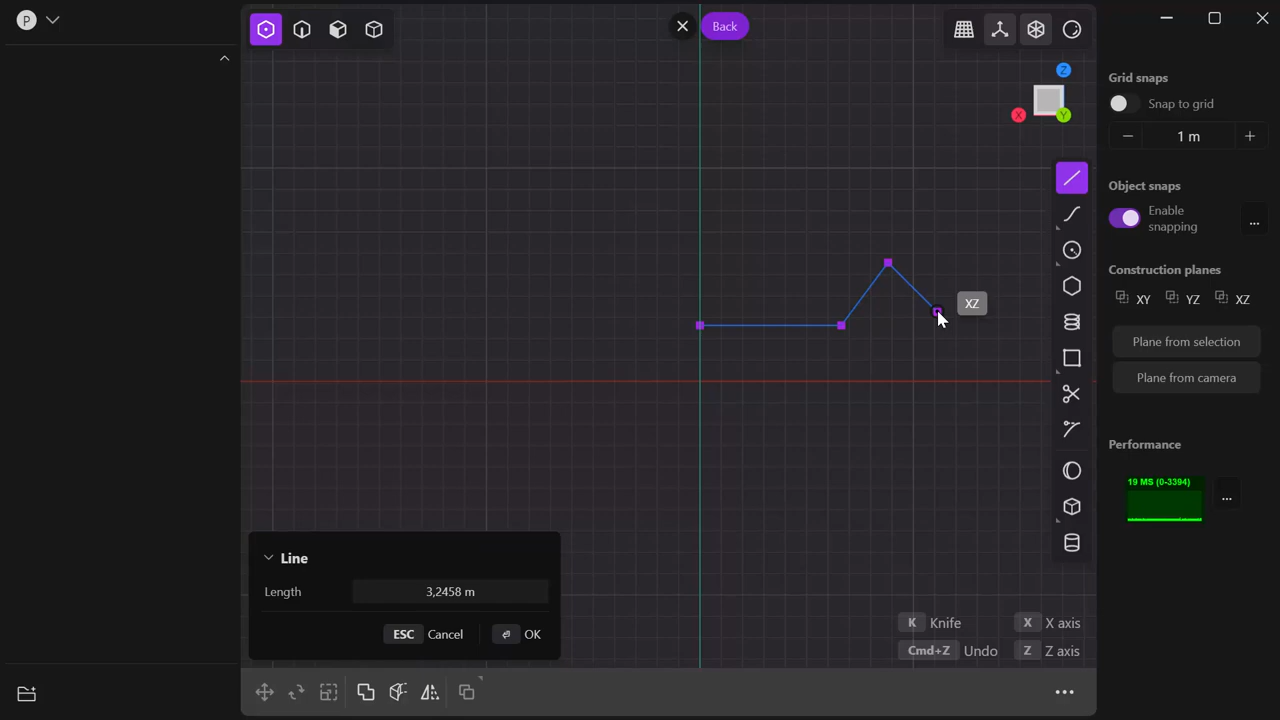 P
Back
Z
X
Y
XZ
Grid snaps
Snap to grid
− 1 m +
Object snaps
Enable
snapping
...
Construction planes
XY YZ XZ
Plane from selection
Plane from camera
Performance
19 MS (0-3394)
...
Line
Length 3,2458 m
ESC Cancel OK
K Knife X X axis
Cmd+Z Undo Z Z axis